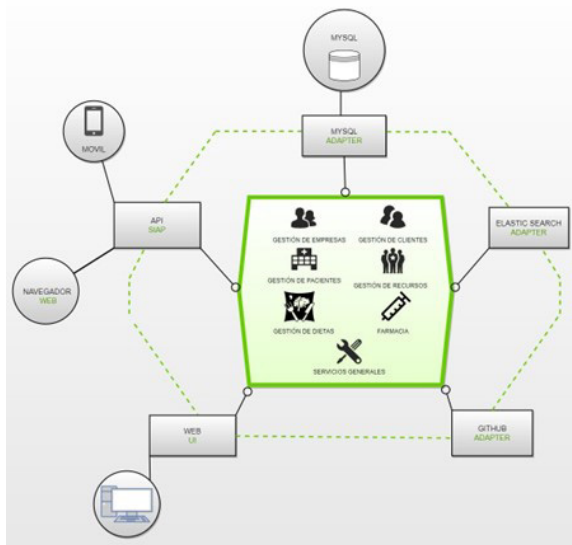 MYSQL
MYSQL
ADAPTER
MOVIL
API
SIAP
ELASTIC SEARCH
ADAPTER
GESTIÓN DE EMPRESAS
GESTIÓN DE CLIENTES
GESTIÓN DE PACIENTES
GESTIÓN DE RECURSOS
NAVEGADOR
WEB
GESTIÓN DE DIETAS
FARMACIA
SERVICIOS GENERALES
WEB
UI
GITHUB
ADAPTER